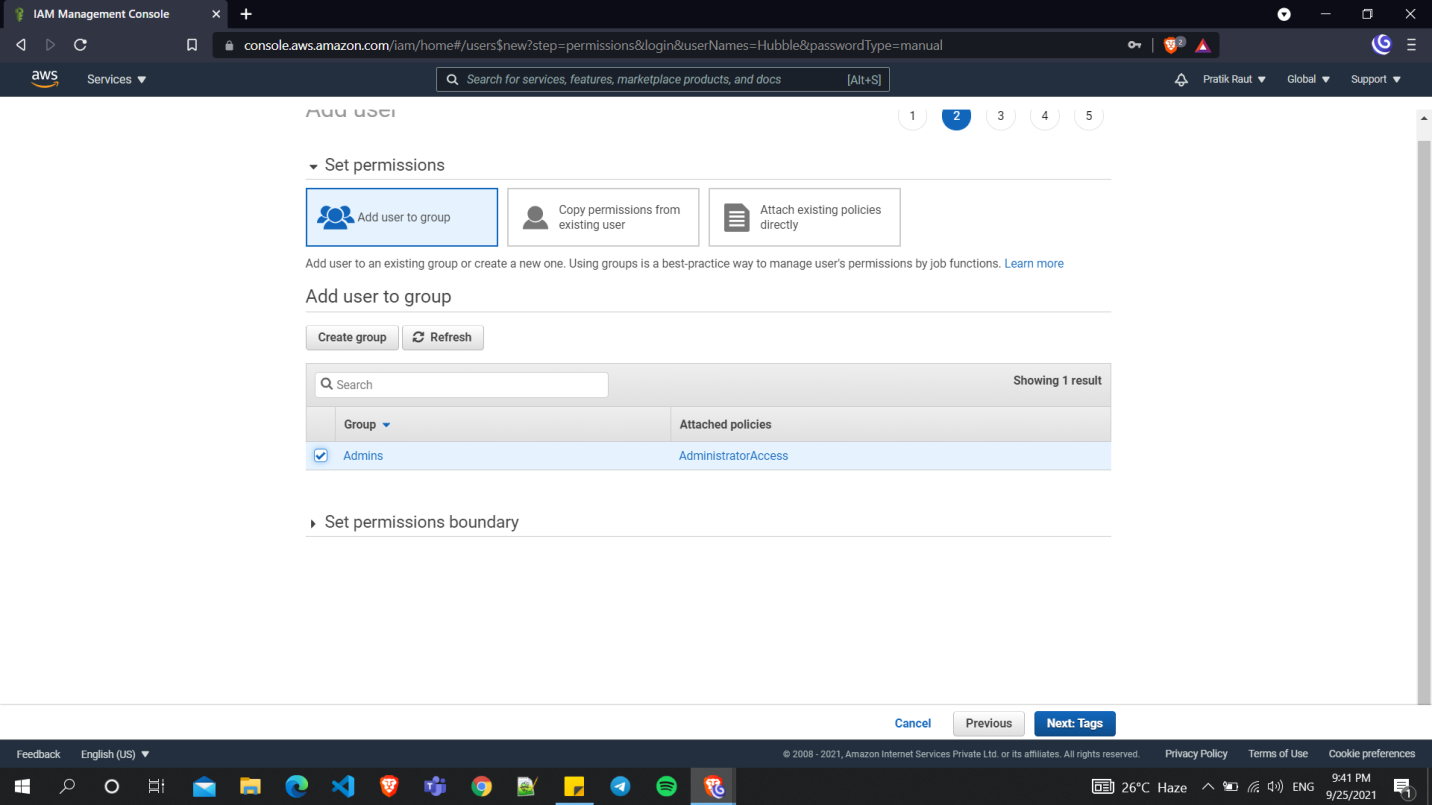 IAM Management Console
console.aws.amazon.com/iam/home#/users$new?step=permissions&login&userNames=Hubble&passwordType=manual
2
aws
Services
Search for services, features, marketplace products, and docs [Alt+S]
Pratik Raut
Global
Support
Add user
1 2 3 4 5
Set permissions
Add user to group
Copy permissions from
existing user
Attach existing policies
directly
Add user to an existing group or create a new one. Using groups is a best-practice way to manage user's permissions by job functions. Learn more
Add user to group
Create group
Refresh
Search
Showing 1 result
Group
Attached policies
Admins
AdministratorAccess
Set permissions boundary
Cancel
Previous
Next: Tags
Feedback
English (US)
© 2008 - 2021, Amazon Internet Services Private Ltd. or its affiliates. All rights reserved.
Privacy Policy
Terms of Use
Cookie preferences
26°C Haze
ENG
9:41 PM
9/25/2021
1